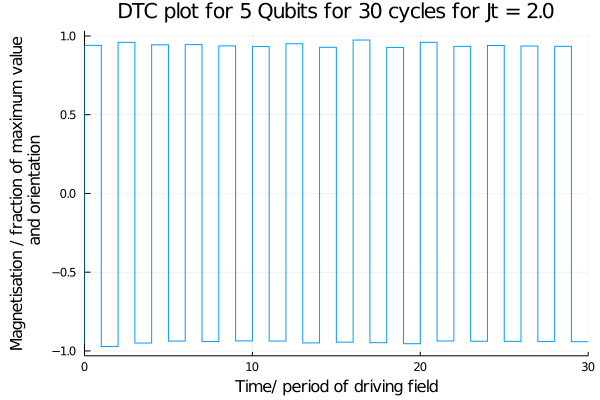 DTC plot for 5 Qubits for 30 cycles for Jt = 2.0
Magnetisation / fraction of maximum value
and orientation
1.0
0.5
0.0
−0.5
−1.0
0
10
20
30
Time/ period of driving field